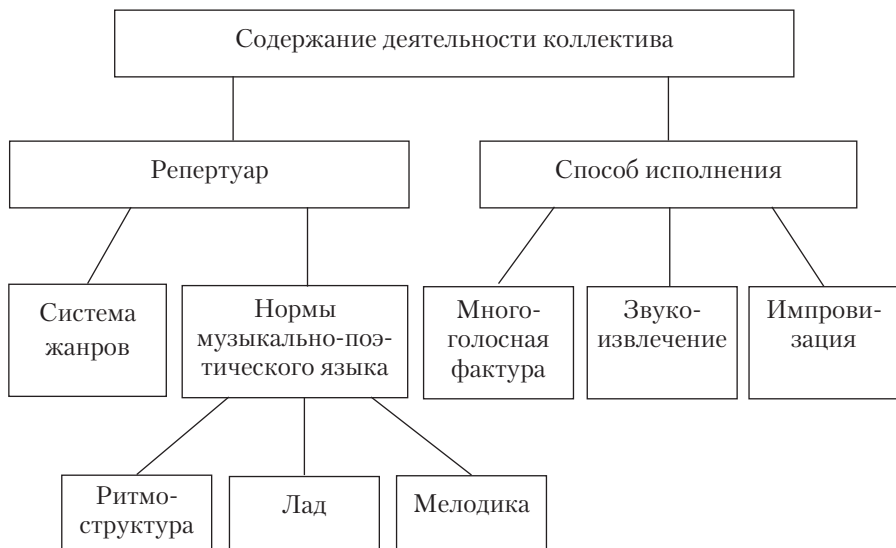 Содержание деятельности коллектива
Репертуар
Способ исполнения
Система
жанров
Нормы
музыкально-поэ-
тического языка
Много-
голосная
фактура
Звуко-
извлечение
Импрови-
зация
Ритмо-
структура
Лад
Мелодика